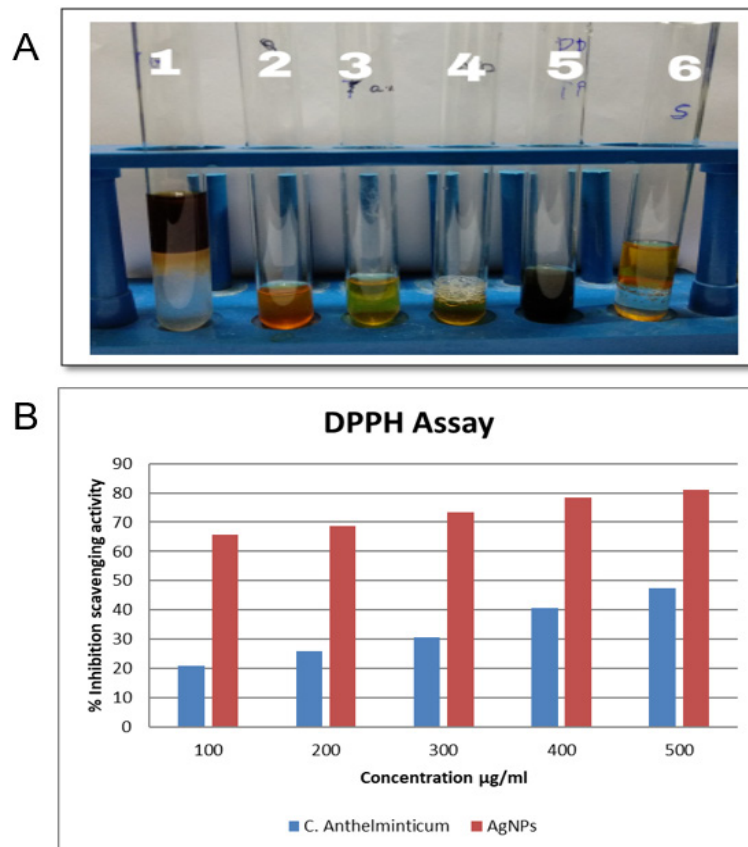 A
1 2 3 4 5 6
S
B
DPPH Assay
% Inhibition scavenging activity
90
80
70
60
50
40
30
20
10
0
100 200 300 400 500
Concentration µg/ml
C. Anthelminticum AgNPs